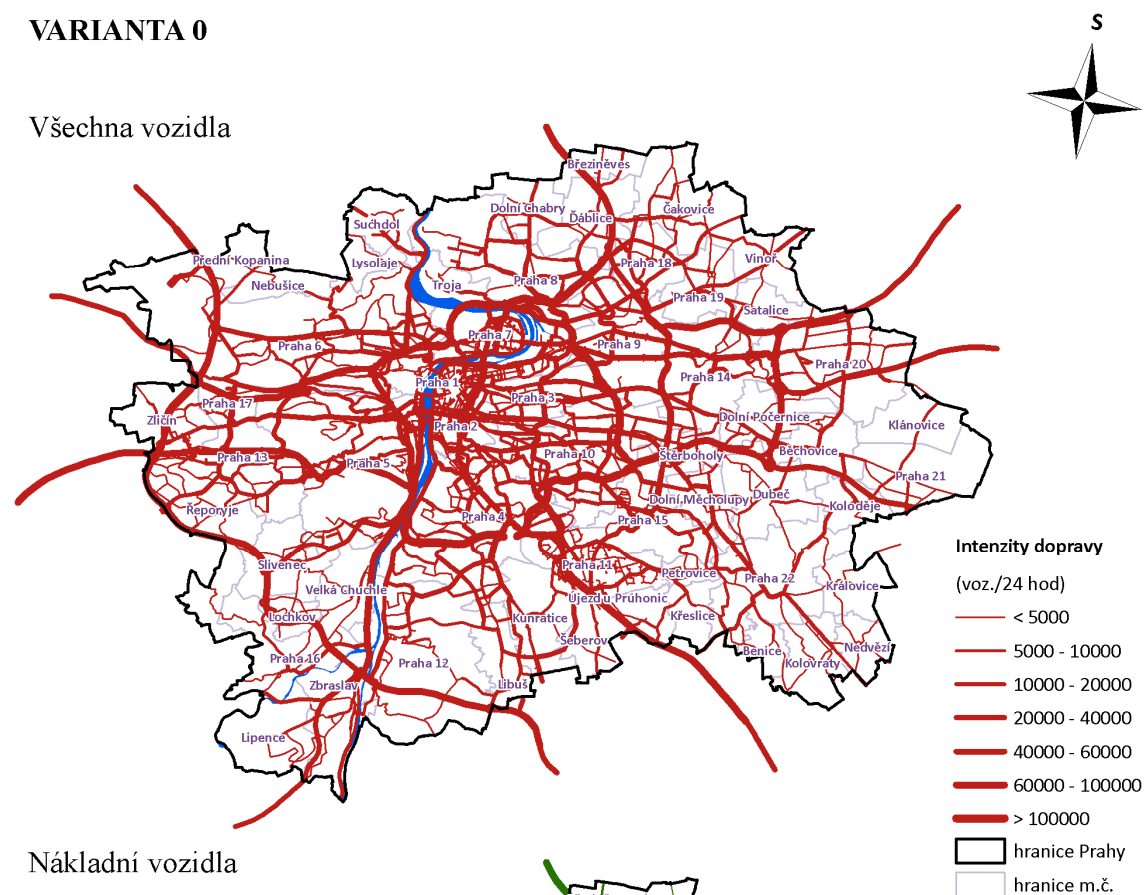 VARIANTA 0
S
Všechna vozidla
Březiněves
Dolní Chabry
Ďáblice
Čakovice
Suchdol
Přední Kopanina
Lysolaje
Nebušice
Troja
Praha 8
Praha 18
Vinoř
Praha 19
Satalice
Praha 6
Praha 7
Praha 9
Praha 14
Praha 20
Praha 1
Praha 17
Praha 3
Zličín
Praha 2
Dolní Počernice
Klánovice
Praha 13
Praha 5
Praha 10
Štěrboholy
Běchovice
Praha 21
Dubeč
Dolní Měcholupy
Koloděje
Řeporyje
Praha 4
Praha 15
Slivenec
Praha 11
Petrovice
Praha 22
Královice
Velká Chuchle
Újezd u Průhonic
Lochkov
Kunratice
Křeslice
Šeberov
Benice
Nedvězí
Kolovraty
Praha 16
Praha 12
Zbraslav
Libuš
Lipence
Intenzity dopravy
(voz./24 hod)
< 5000
5000 - 10000
10000 - 20000
20000 - 40000
40000 - 60000
60000 - 100000
> 100000
hranice Prahy
hranice m.č.
Nákladní vozidla